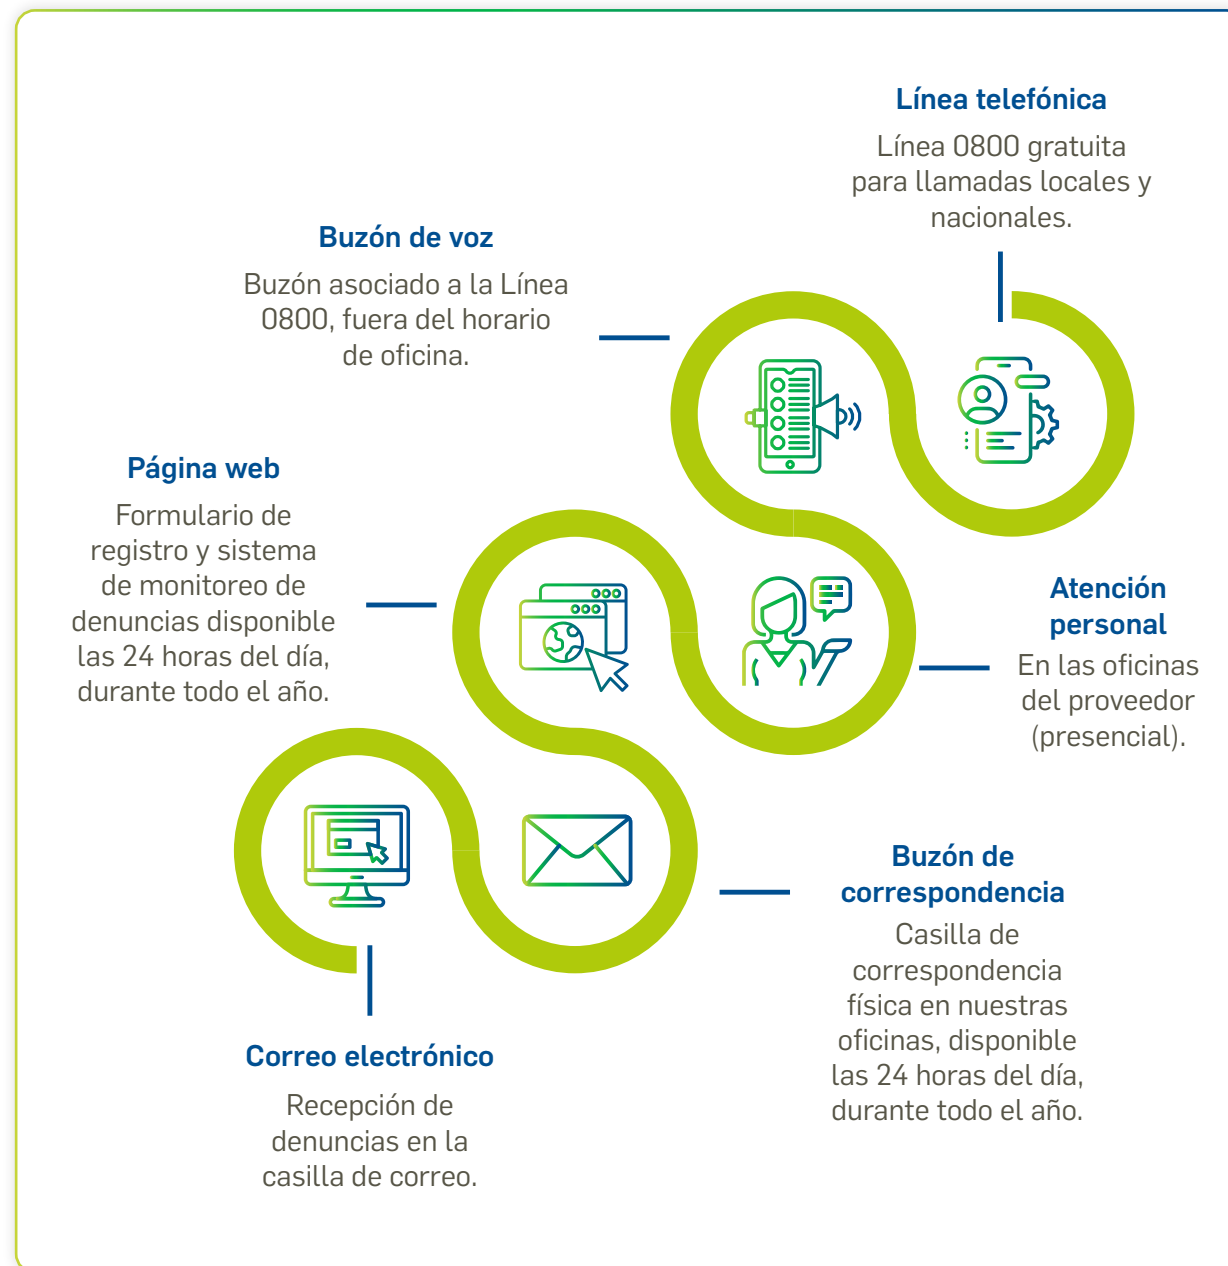 Línea telefónica
Línea 0800 gratuita
para llamadas locales y
nacionales.
Buzón de voz
Buzón asociado a la Línea
0800, fuera del horario
de oficina.
Página web
Formulario de
registro y sistema
de monitoreo de
denuncias disponible
las 24 horas del día,
durante todo el año.
Atención
personal
En las oficinas
del proveedor
(presencial).
Buzón de
correspondencia
Casilla de
correspondencia
física en nuestras
oficinas, disponible
las 24 horas del día,
durante todo el año.
Correo electrónico
Recepción de
denuncias en la
casilla de correo.